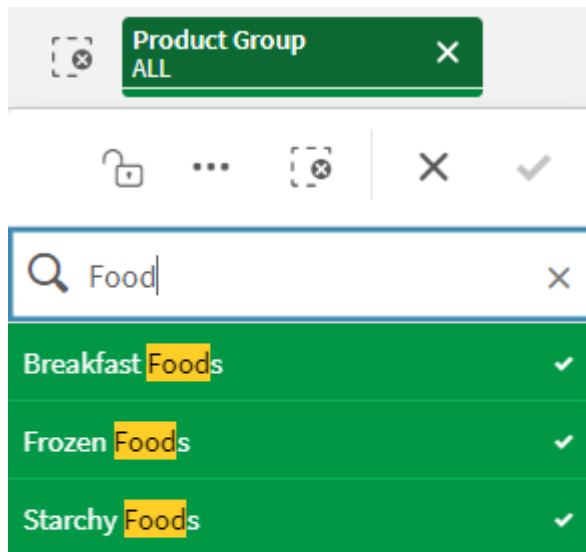 Product Group
ALL
Food
Breakfast Foods
Frozen Foods
Starchy Foods